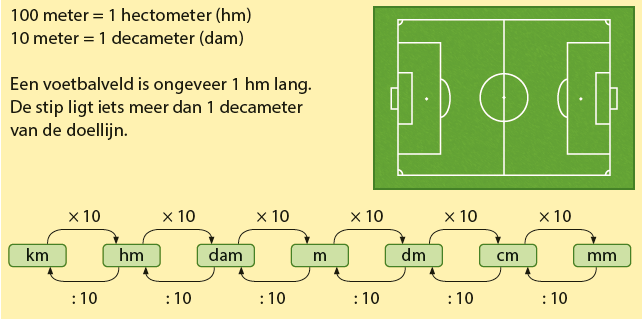 100 meter = 1 hectometer (hm)
10 meter = 1 decameter (dam)
Een voetbalveld is ongeveer 1 hm lang.
De stip ligt iets meer dan 1 decameter
van de doellijn.
× 10 × 10 × 10 × 10 × 10 × 10
km hm dam m dm cm mm
: 10 : 10 : 10 : 10 : 10 : 10